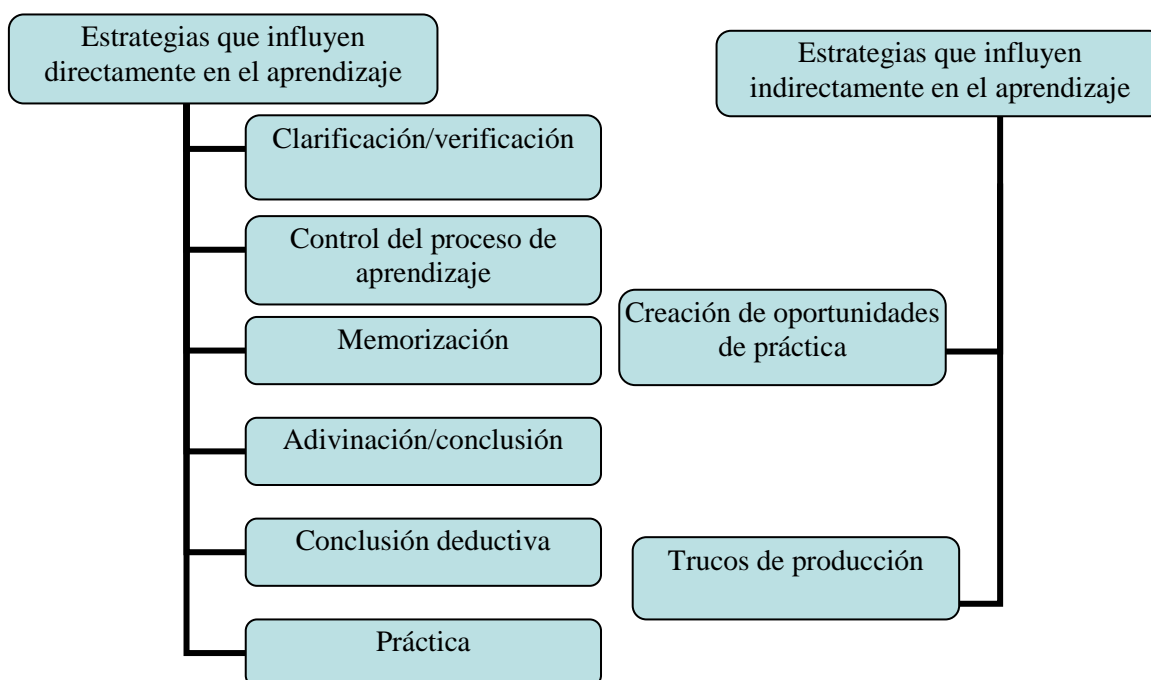 Estrategias que influyen
directamente en el aprendizaje
Clarificación/verificación
Control del proceso de
aprendizaje
Memorización
Adivinación/conclusión
Conclusión deductiva
Práctica
Estrategias que influyen
indirectamente en el aprendizaje
Creación de oportunidades
de práctica
Trucos de producción